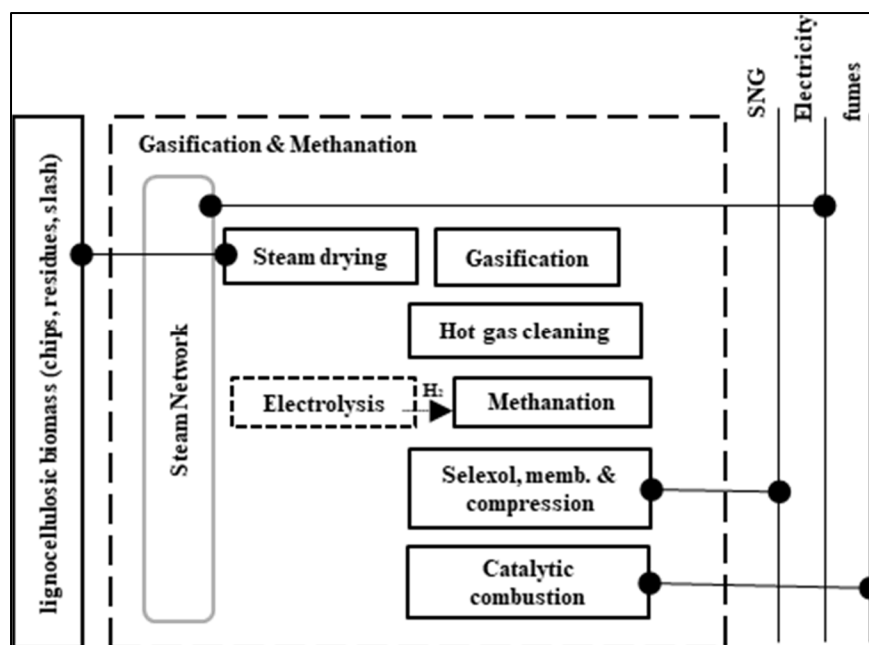 SNG
Electricity
fumes
Gasification & Methanation
lignocellulosic biomass (chips, residues, slash)
Steam Network
Steam drying
Gasification
Hot gas cleaning
Electrolysis
H₂
Methanation
Selexol, memb. &
compression
Catalytic
combustion